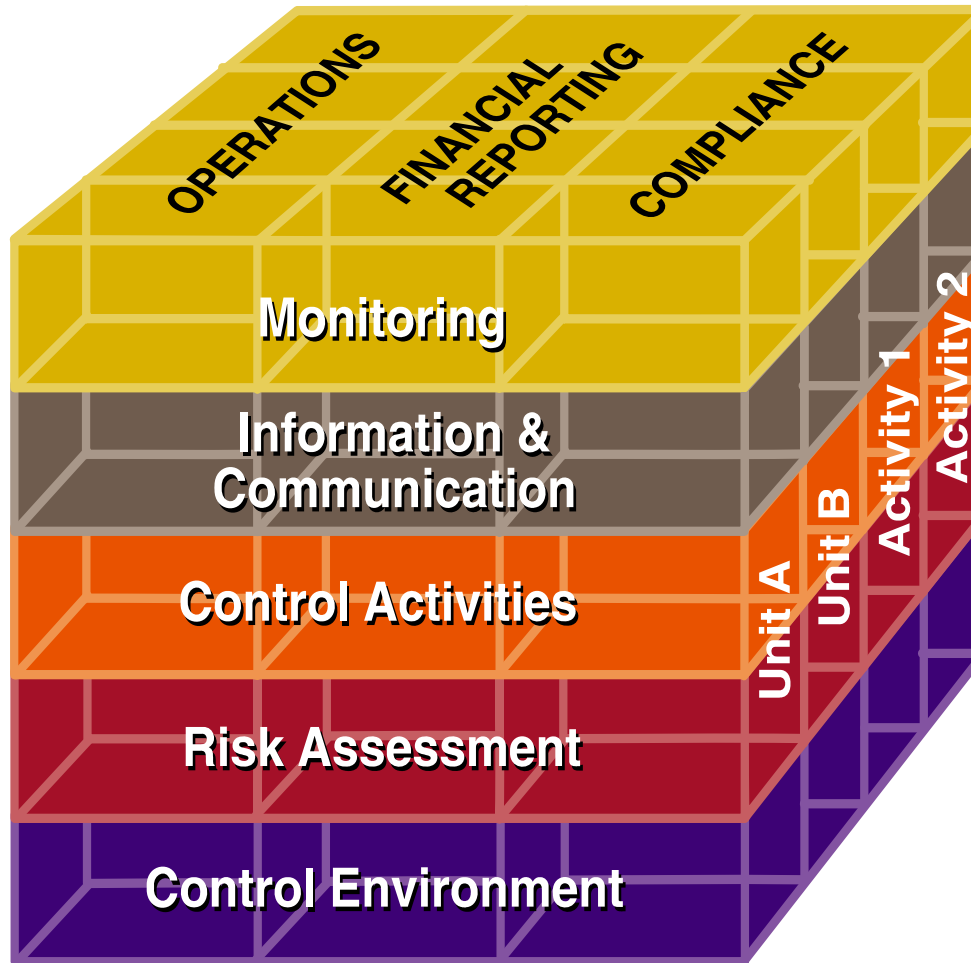 OPERATIONS
FINANCIAL
REPORTING
COMPLIANCE
Monitoring
Information &
Communication
Control Activities
Risk Assessment
Control Environment
Unit A
Unit B
Activity 1
Activity 2